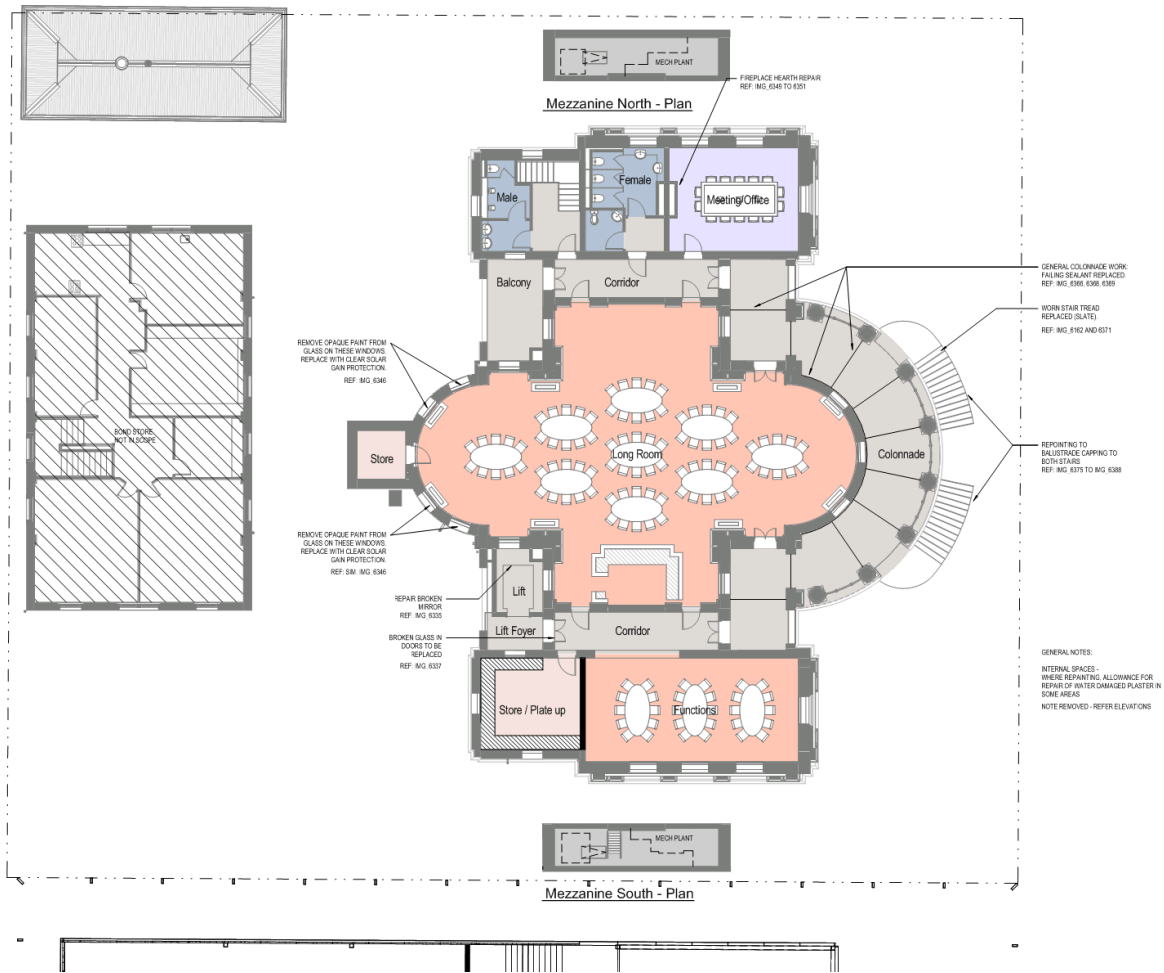 MECH PLANT
Mezzanine North - Plan
FIREPLACE HEARTH REPAIR
REF: IMG_6349 TO 6351
Male
Female
Meeting/Office
Balcony
Corridor
GENERAL COLONNADE WORK:
FAILING SEALANT REPLACED.
REF: IMG_6366, 6368, 6369
WORN STAIR TREAD
REPLACED (SLATE).
REF: IMG_6162 AND 6371
REMOVE OPAQUE PAINT FROM
GLASS ON THESE WINDOWS.
REPLACE WITH CLEAR SOLAR
GAIN PROTECTION.
REF: IMG_6346
BOND STORE
NOT IN SCOPE
Store
Long Room
Colonnade
REPOINTING TO
BALUSTRADE CAPPING TO
BOTH STAIRS
REF: IMG_6375 TO IMG_6388
REMOVE OPAQUE PAINT FROM
GLASS ON THESE WINDOWS.
REPLACE WITH CLEAR SOLAR
GAIN PROTECTION.
REF: SIM. IMG_6346
REPAIR BROKEN
MIRROR
REF: IMG_6335
Lift
Lift Foyer
Corridor
BROKEN GLASS IN
DOORS TO BE
REPLACED
REF: IMG_6337
GENERAL NOTES:
INTERNAL SPACES -
WHERE REPAINTING, ALLOWANCE FOR
REPAIR OF WATER DAMAGED PLASTER IN
SOME AREAS
NOTE REMOVED - REFER ELEVATIONS
Store / Plate up
Functions
MECH PLANT
Mezzanine South - Plan